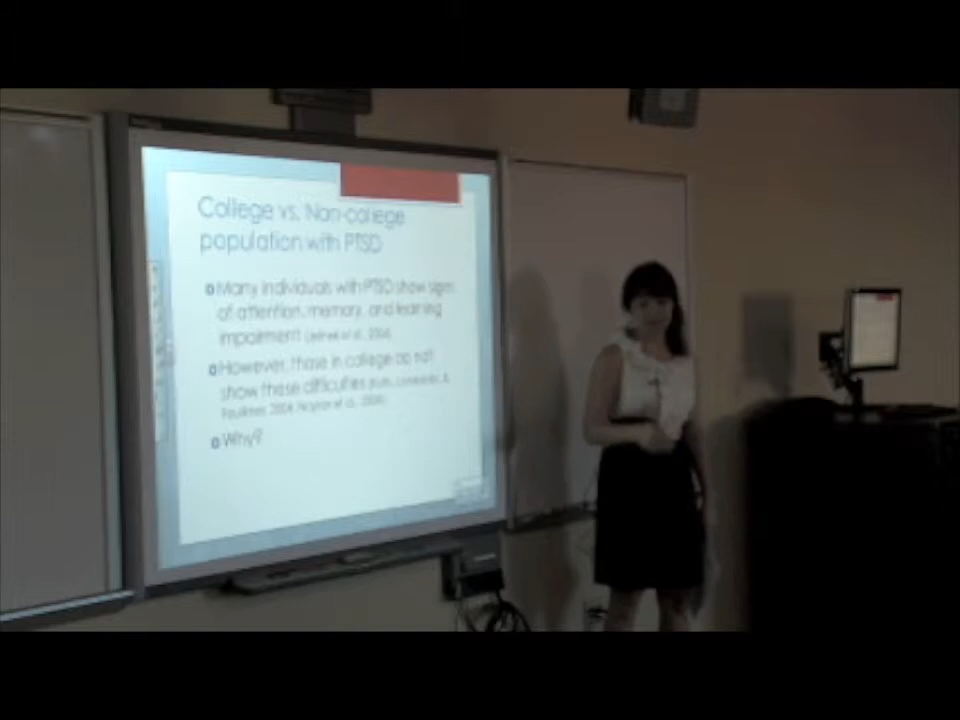 College vs. Non-college
population with PTSD
Many individuals with PTSD show signs
of attention, memory, and learning
impairment
However, those in college do not
show these difficulties
Why?